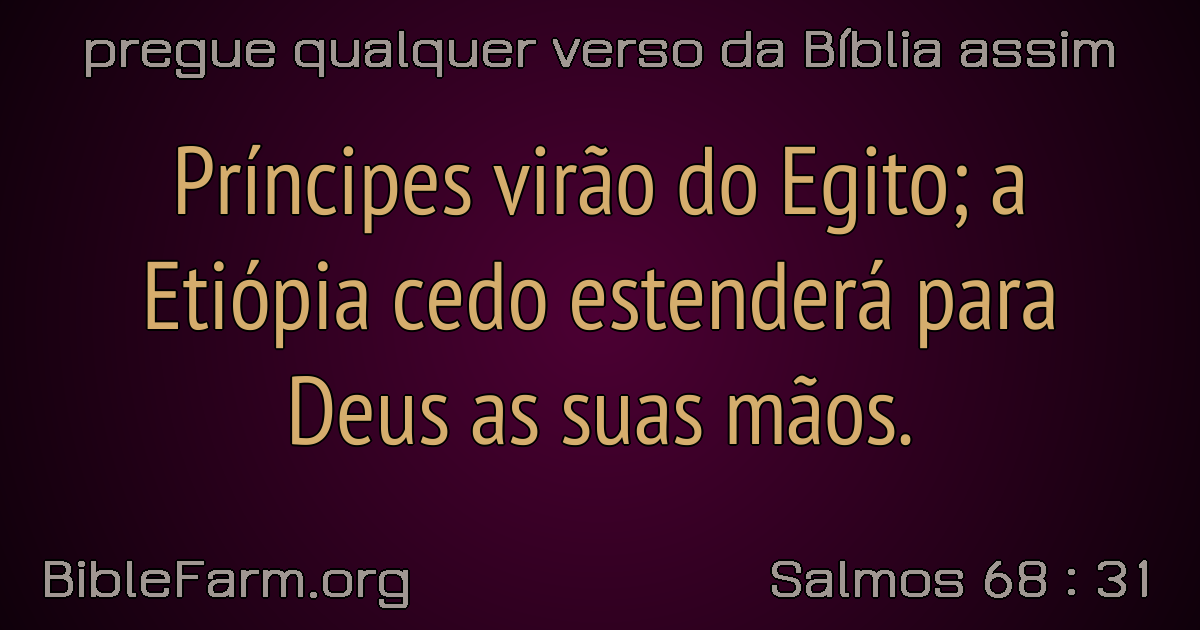 pregue qualquer verso da Bíblia assim
Príncipes virão do Egito; a
Etiópia cedo estenderá para
Deus as suas mãos.
BibleFarm.org
Salmos 68 : 31